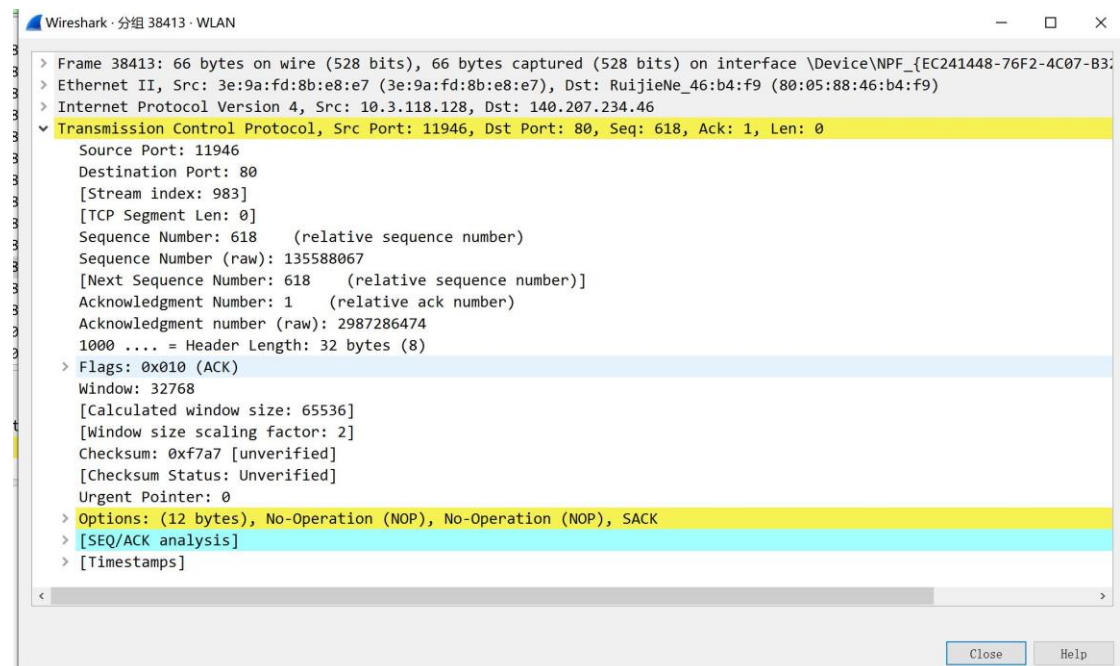 Wireshark · 分组 38413 · WLAN
Frame 38413: 66 bytes on wire (528 bits), 66 bytes captured (528 bits) on interface \Device\NPF_{EC241448-76F2-4C07-B32
Ethernet II, Src: 3e:9a:fd:8b:e8:e7 (3e:9a:fd:8b:e8:e7), Dst: RuijieNe_46:b4:f9 (80:05:88:46:b4:f9)
Internet Protocol Version 4, Src: 10.3.118.128, Dst: 140.207.234.46
Transmission Control Protocol, Src Port: 11946, Dst Port: 80, Seq: 618, Ack: 1, Len: 0
Source Port: 11946
Destination Port: 80
[Stream index: 983]
[TCP Segment Len: 0]
Sequence Number: 618 (relative sequence number)
Sequence Number (raw): 135588067
[Next Sequence Number: 618 (relative sequence number)]
Acknowledgment Number: 1 (relative ack number)
Acknowledgment number (raw): 2987286474
1000 .... = Header Length: 32 bytes (8)
Flags: 0x010 (ACK)
Window: 32768
[Calculated window size: 65536]
[Window size scaling factor: 2]
Checksum: 0xf7a7 [unverified]
[Checksum Status: Unverified]
Urgent Pointer: 0
Options: (12 bytes), No-Operation (NOP), No-Operation (NOP), SACK
[SEQ/ACK analysis]
[Timestamps]
Close Help